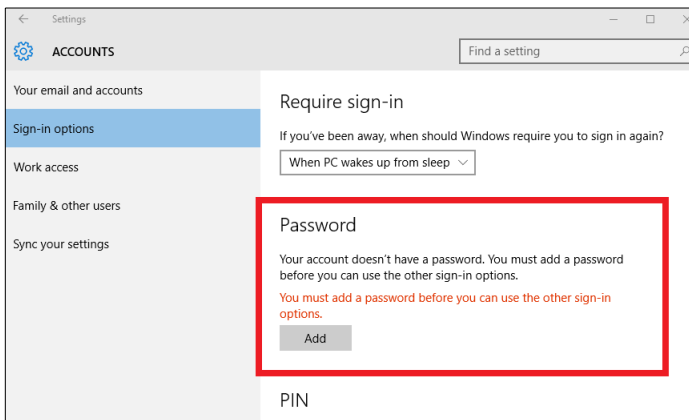 Settings
ACCOUNTS
Find a setting
Your email and accounts
Sign-in options
Work access
Family & other users
Sync your settings
Require sign-in
If you've been away, when should Windows require you to sign in again?
When PC wakes up from sleep
Password
Your account doesn't have a password. You must add a password
before you can use the other sign-in options.
You must add a password before you can use the other sign-in
options.
Add
PIN